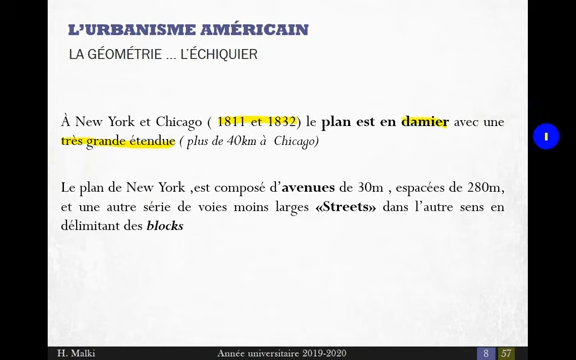 L'URBANISME AMÉRICAIN
LA GÉOMÉTRIE ... L'ÉCHIQUIER
À New York et Chicago ( 1811 et 1832) le plan est en damier avec une
très grande étendue ( plus de 40km à Chicago)
Le plan de New York ,est composé d'avenues de 30m , espacées de 280m,
et une autre série de voies moins larges «Streets» dans l'autre sens en
délimitant des blocks
H. Malki Année universitaire 2019-2020 8 57